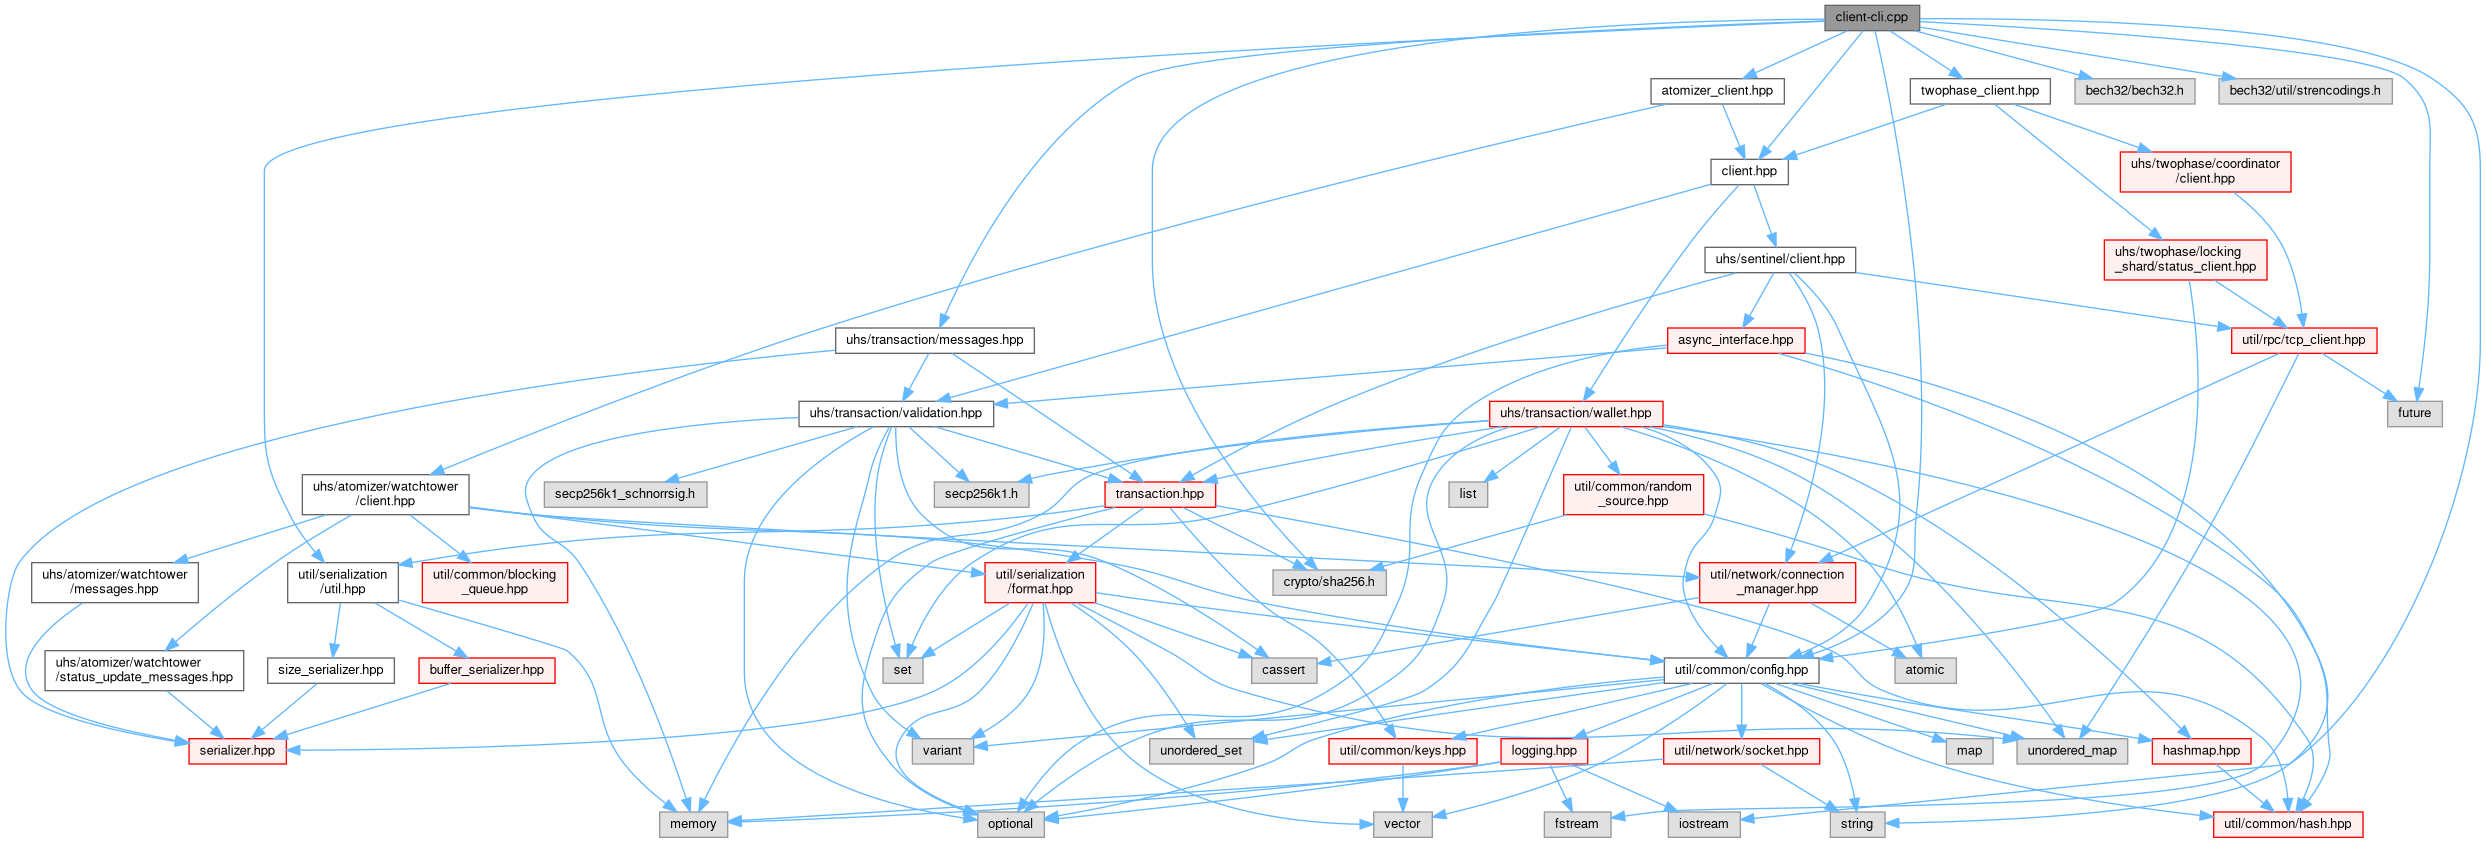 client-cli.cpp
atomizer_client.hpp
twophase_client.hpp
bech32/bech32.h
bech32/util/strencodings.h
client.hpp
uhs/twophase/coordinator
/client.hpp
uhs/sentinel/client.hpp
uhs/twophase/locking
_shard/status_client.hpp
uhs/transaction/messages.hpp
async_interface.hpp
util/rpc/tcp_client.hpp
uhs/transaction/validation.hpp
uhs/transaction/wallet.hpp
future
uhs/atomizer/watchtower
/client.hpp
secp256k1_schnorrsig.h
secp256k1.h
transaction.hpp
list
util/common/random
_source.hpp
uhs/atomizer/watchtower
/messages.hpp
util/serialization
/util.hpp
util/common/blocking
_queue.hpp
util/serialization
/format.hpp
crypto/sha256.h
util/network/connection
_manager.hpp
uhs/atomizer/watchtower
/status_update_messages.hpp
size_serializer.hpp
buffer_serializer.hpp
set
cassert
util/common/config.hpp
atomic
serializer.hpp
variant
unordered_set
util/common/keys.hpp
logging.hpp
util/network/socket.hpp
map
unordered_map
hashmap.hpp
memory
optional
vector
fstream
iostream
string
util/common/hash.hpp